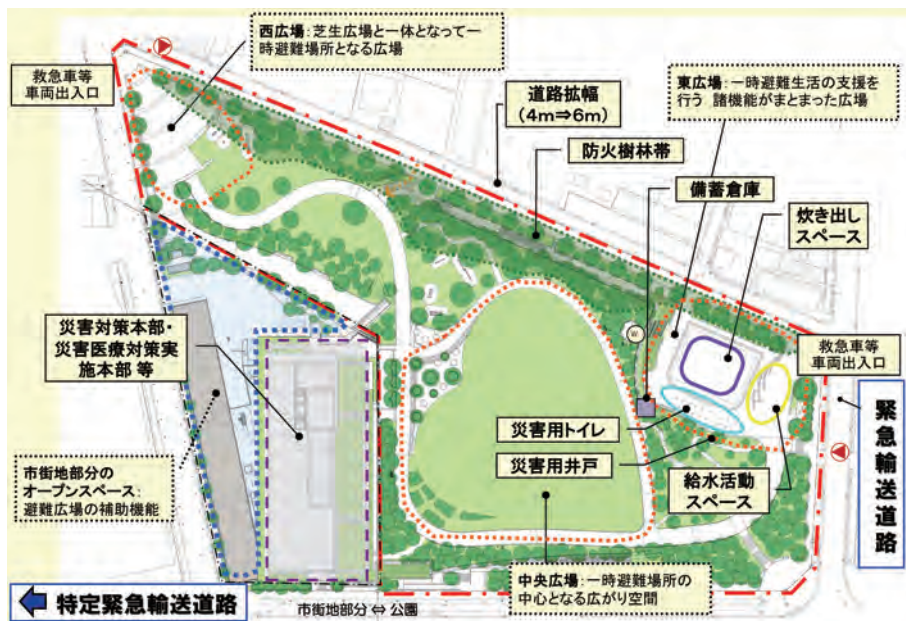 西広場：芝生広場と一体となって一
時避難場所となる広場
救急車等
車両出入口
道路拡幅
(4m⇒6m)
東広場：一時避難生活の支援を
行う 諸機能がまとまった広場
防火樹林帯
備蓄倉庫
炊き出し
スペース
W
災害対策本部・
災害医療対策実
施本部 等
救急車等
車両出入口
緊急輸送道路
災害用トイレ
災害用井戸
給水活動
スペース
市街地部分の
オープンスペース：
避難広場の補助機能
中央広場：一時避難場所の
中心となる広がり空間
特定緊急輸送道路
市街地部分 ⇔ 公園